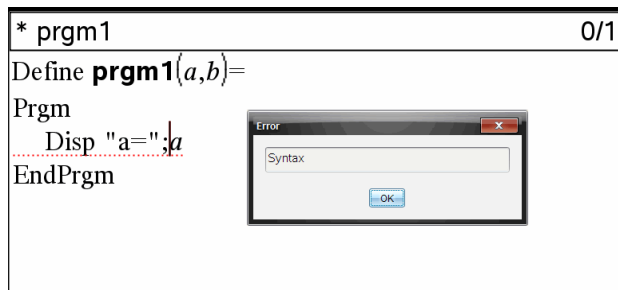 * prgm1 0/1
Define prgm1(a,b)=
Prgm
Disp "a=";a
EndPrgm
Error
Syntax
OK